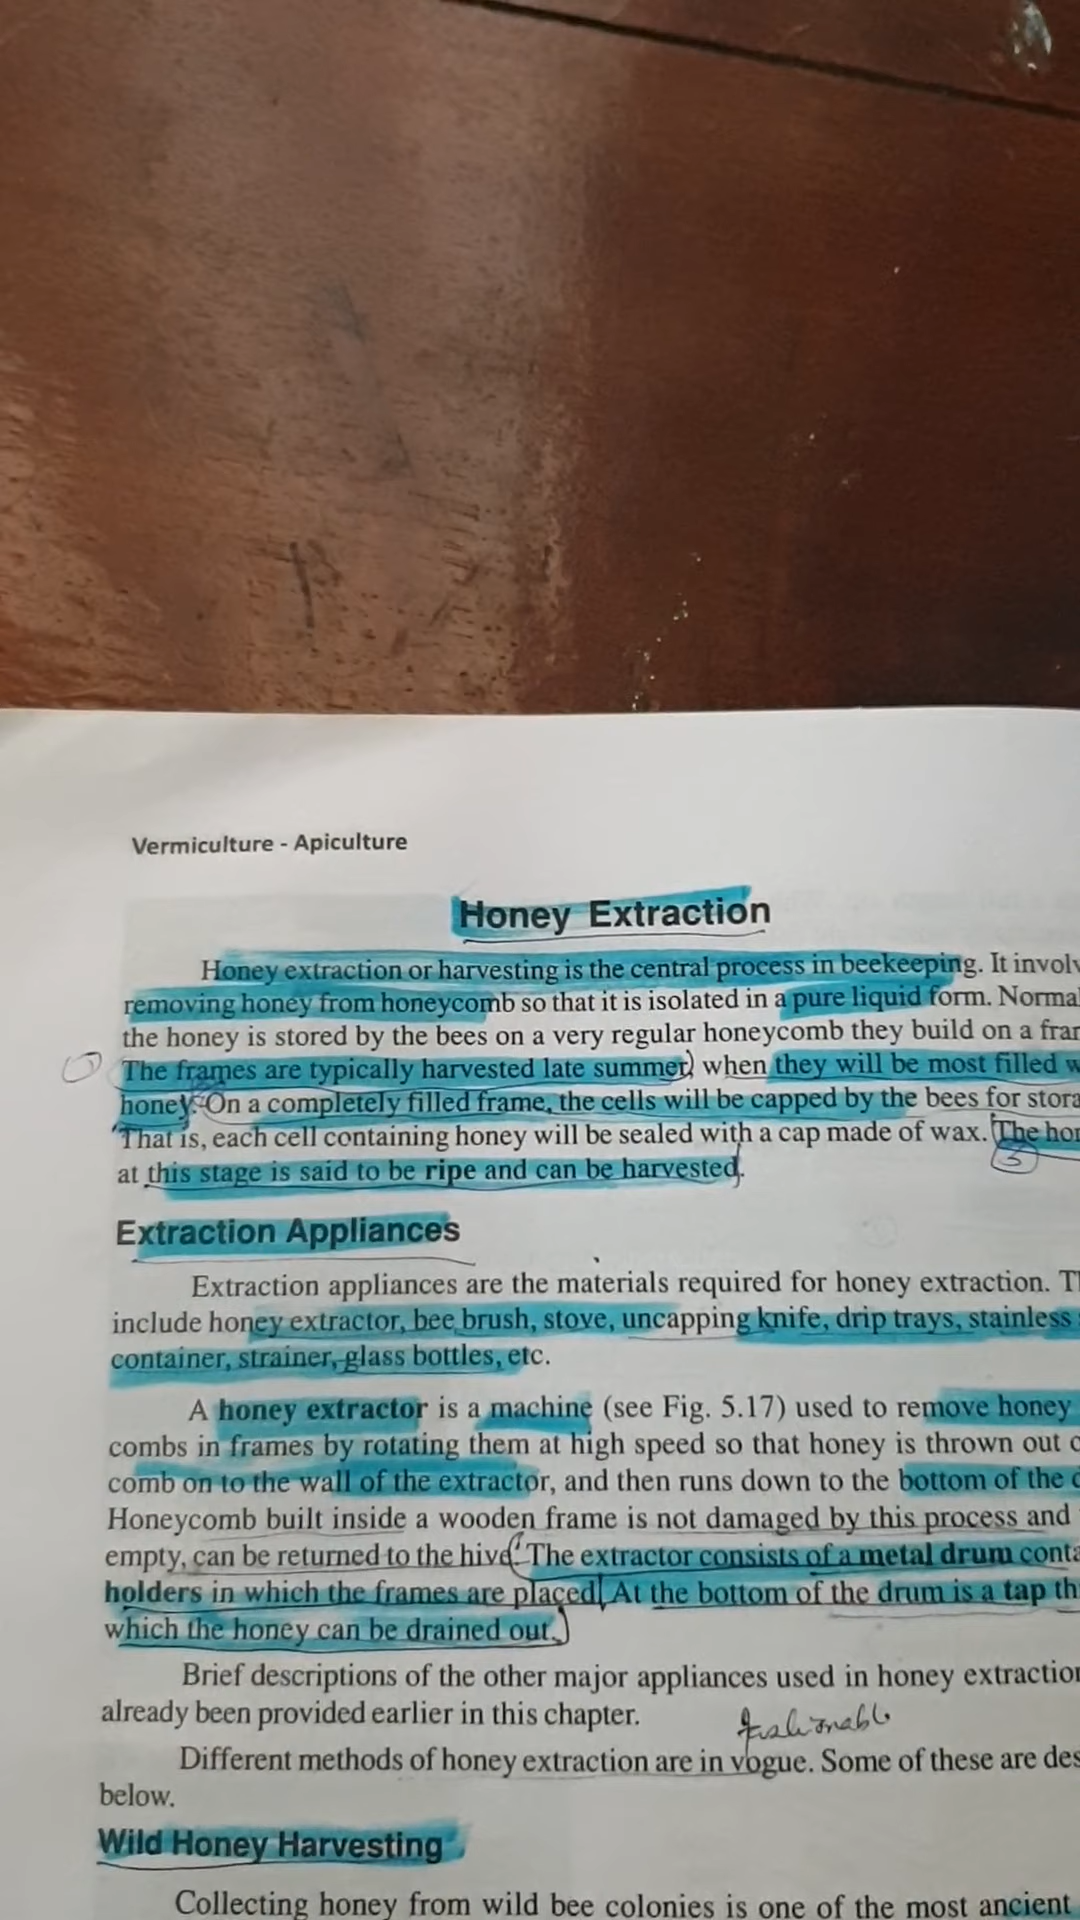 Vermiculture - Apiculture
Honey Extraction
Honey extraction or harvesting is the central process in beekeeping. It involv
removing honey from honeycomb so that it is isolated in a pure liquid form. Normal
the honey is stored by the bees on a very regular honeycomb they build on a fra
The frames are typically harvested late summer) when they will be most filled w
honey. On a completely filled frame, the cells will be capped by the bees for stora
That is, each cell containing honey will be sealed with a cap made of wax. The ho
3
at this stage is said to be ripe and can be harvested.
Extraction Appliances
Extraction appliances are the materials required for honey extraction. T
include honey extractor, bee brush, stove, uncapping knife, drip trays, stainless
container, strainer, glass bottles, etc.
A honey extractor is a machine (see Fig. 5.17) used to remove honey
combs in frames by rotating them at high speed so that honey is thrown out o
comb on to the wall of the extractor, and then runs down to the bottom of the
Honeycomb built inside a wooden frame is not damaged by this process and
empty, can be returned to the hive. (The extractor consists of a metal drum conta
holders in which the frames are placed. At the bottom of the drum is a tap th
which the honey can be drained out.)
Brief descriptions of the other major appliances used in honey extraction
already been provided earlier in this chapter.
fashionable
Different methods of honey extraction are in vogue. Some of these are des
below.
Wild Honey Harvesting
Collecting honey from wild bee colonies is one of the most ancient